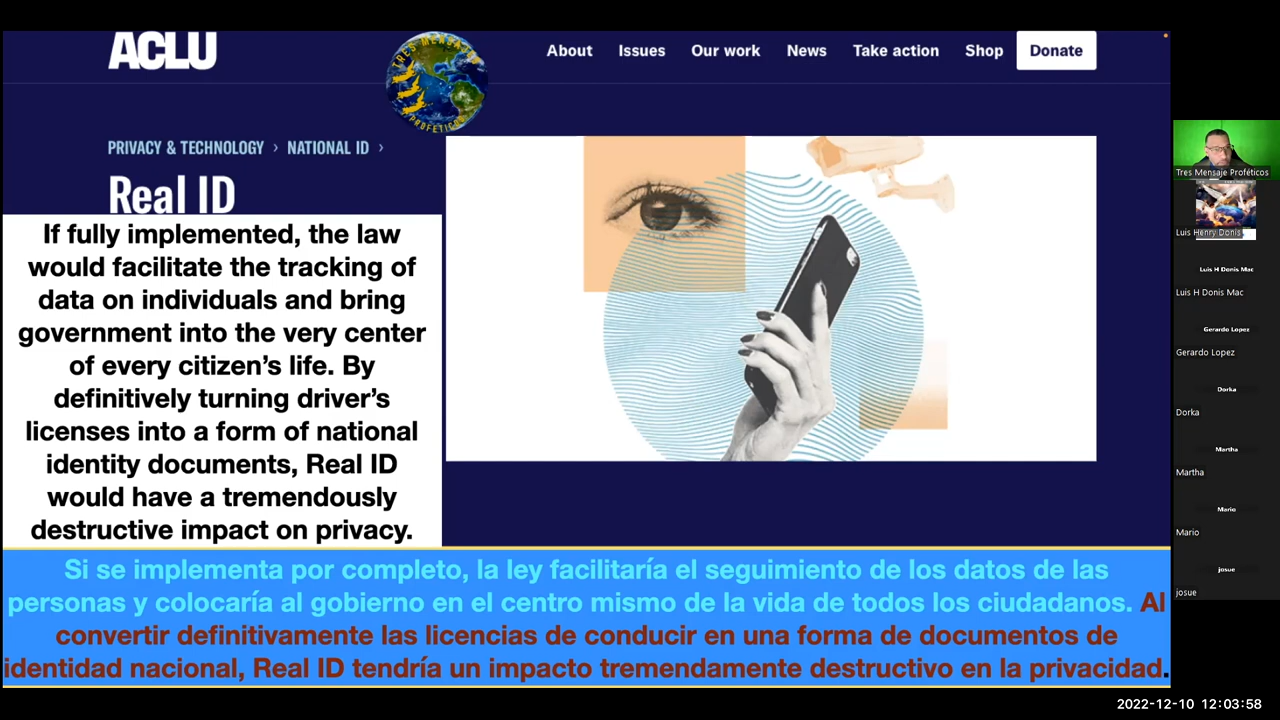 ACLU
About Issues Our work News Take action Shop Donate
TRES MENSAJES
PROFÉTICOS
PRIVACY & TECHNOLOGY › NATIONAL ID ›
Real ID
If fully implemented, the law
would facilitate the tracking of
data on individuals and bring
government into the very center
of every citizen’s life. By
definitively turning driver’s
licenses into a form of national
identity documents, Real ID
would have a tremendously
destructive impact on privacy.
Si se implementa por completo, la ley facilitaría el seguimiento de los datos de las
personas y colocaría al gobierno en el centro mismo de la vida de todos los ciudadanos. Al
convertir definitivamente las licencias de conducir en una forma de documentos de
identidad nacional, Real ID tendría un impacto tremendamente destructivo en la privacidad.
Tres Mensaje Proféticos
Luis Henry Donis
Luis H Donis Mac
Luis H Donis Mac
Gerardo Lopez
Gerardo Lopez
Dorka
Dorka
Martha
Martha
Mario
Mario
josue
josue
2022-12-10 12:03:58